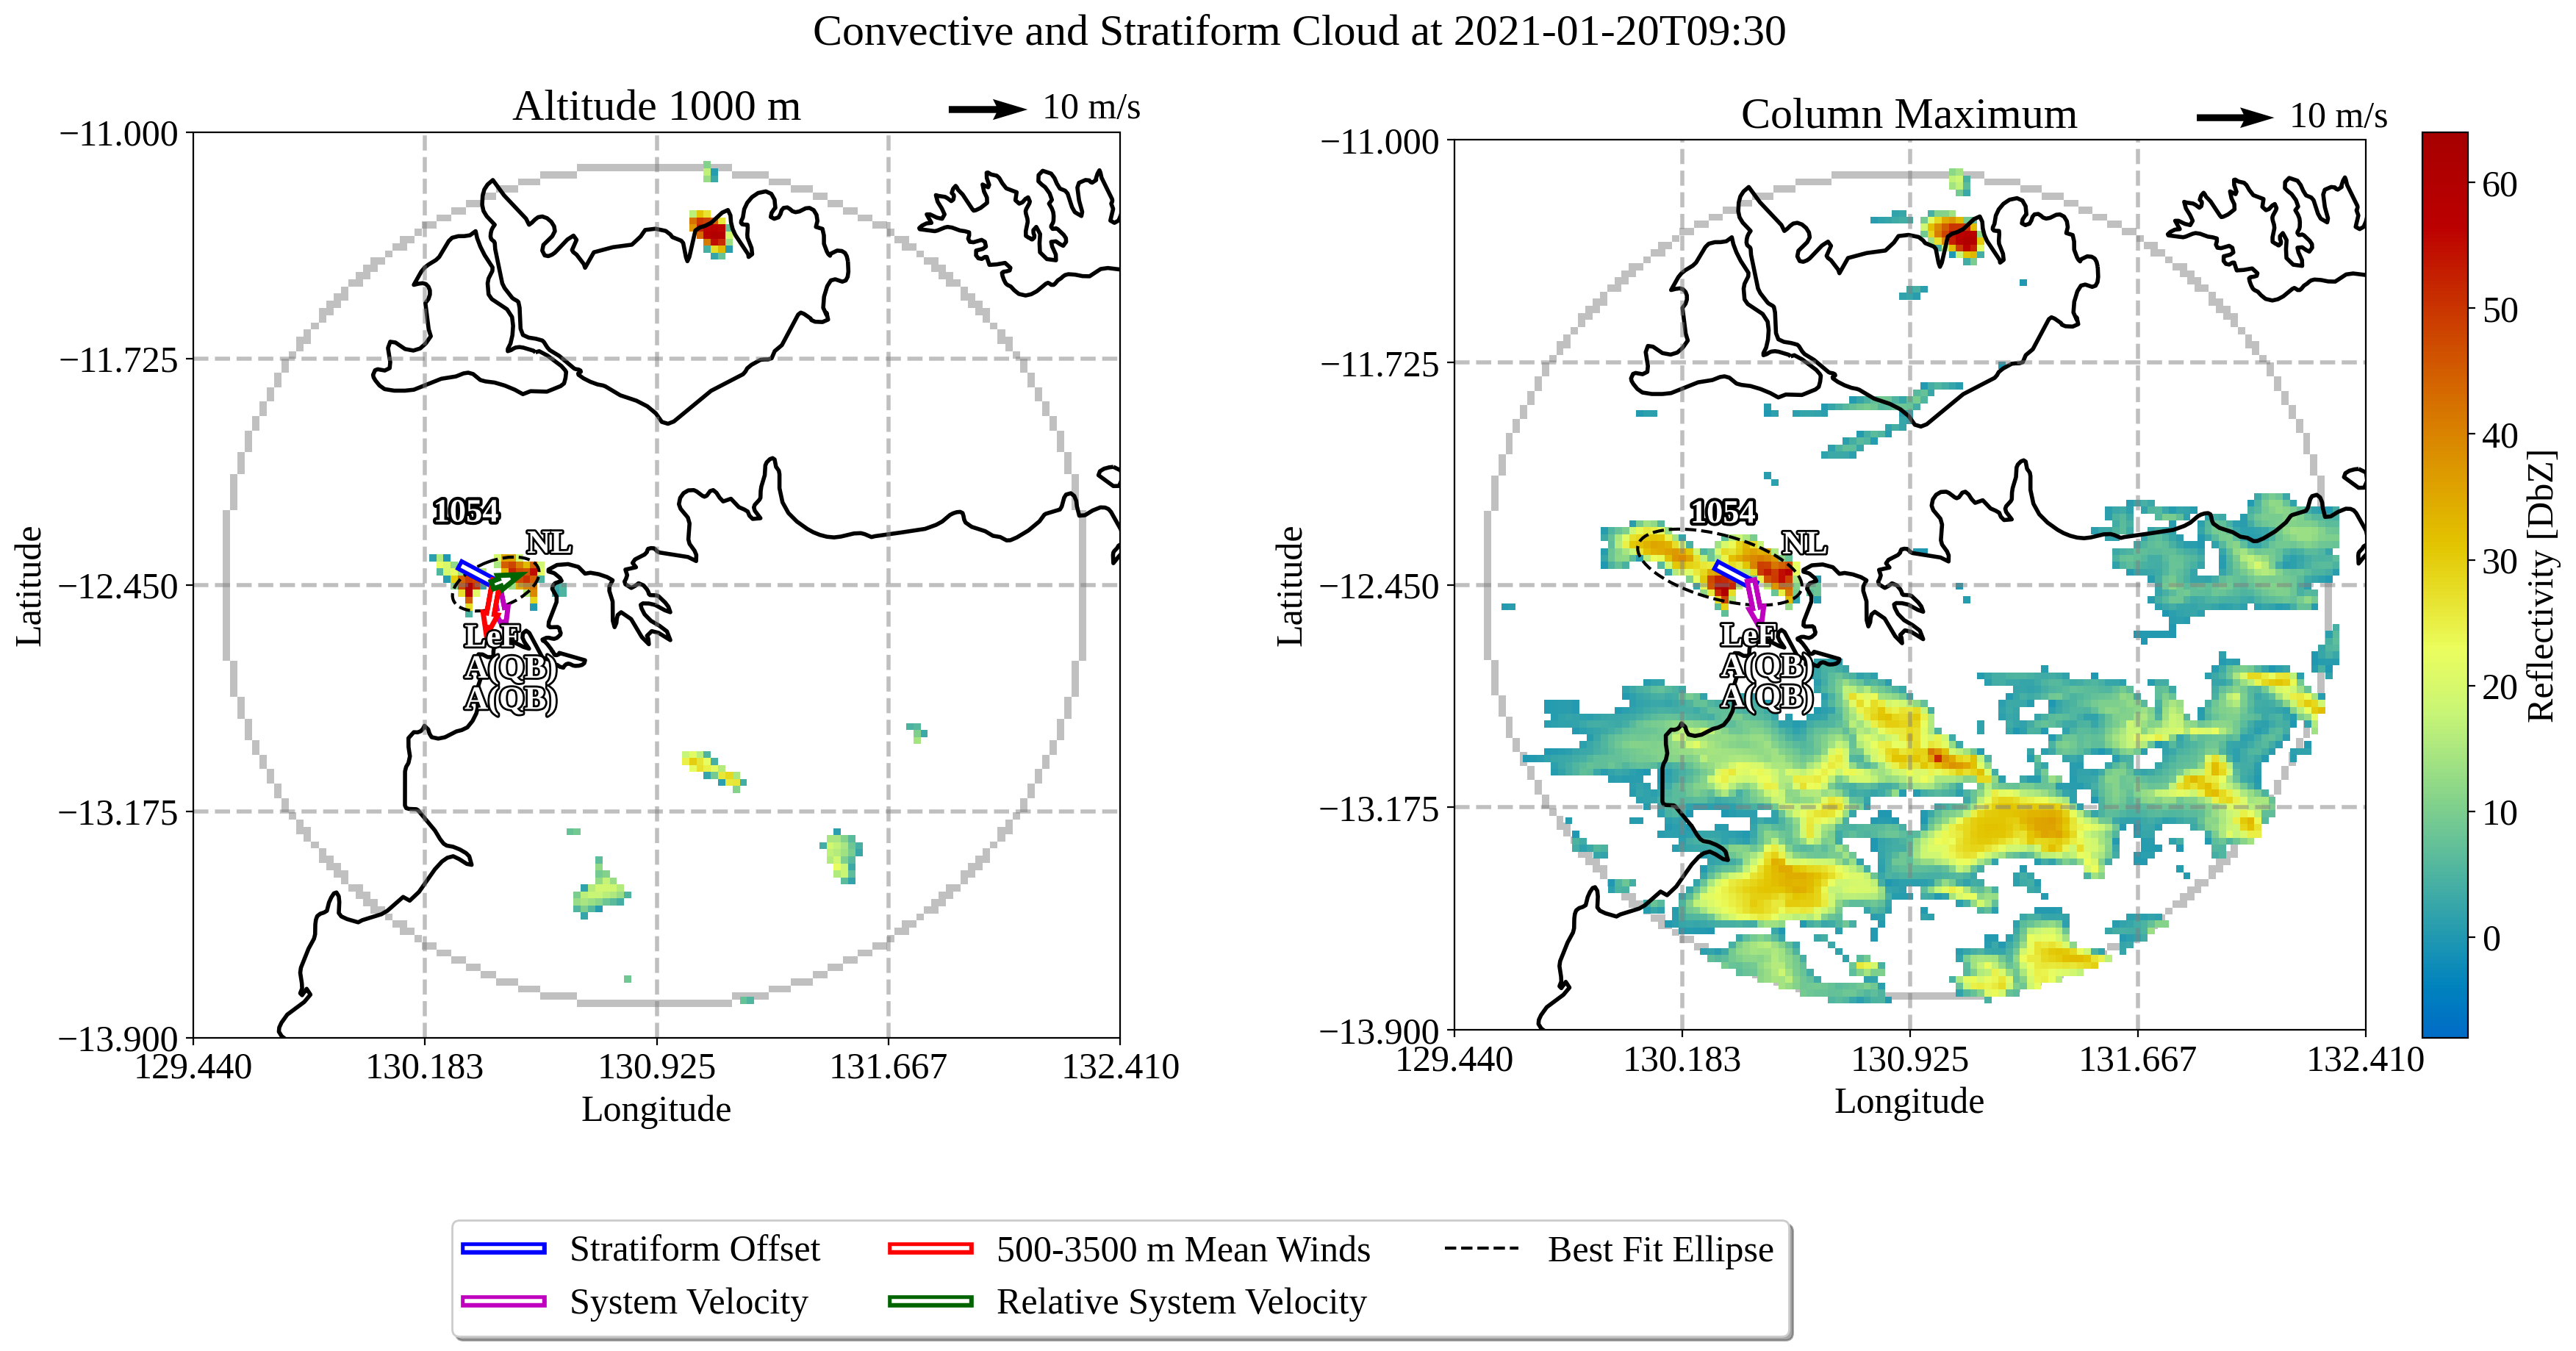 Convective and Stratiform Cloud at 2021-01-20T09:30
Altitude 1000 m
10 m/s
−11.000
−11.725
−12.450
−13.175
−13.900
Latitude
1054
NL
LeF
A(QB)
A(QB)
129.440
130.183
130.925
131.667
132.410
Longitude
Column Maximum
10 m/s
−11.000
−11.725
−12.450
−13.175
−13.900
Latitude
1054
NL
LeF
A(QB)
A(QB)
129.440
130.183
130.925
131.667
132.410
Longitude
60
50
40
30
20
10
0
Reflectivity [DbZ]
Stratiform Offset
System Velocity
500-3500 m Mean Winds
Relative System Velocity
Best Fit Ellipse